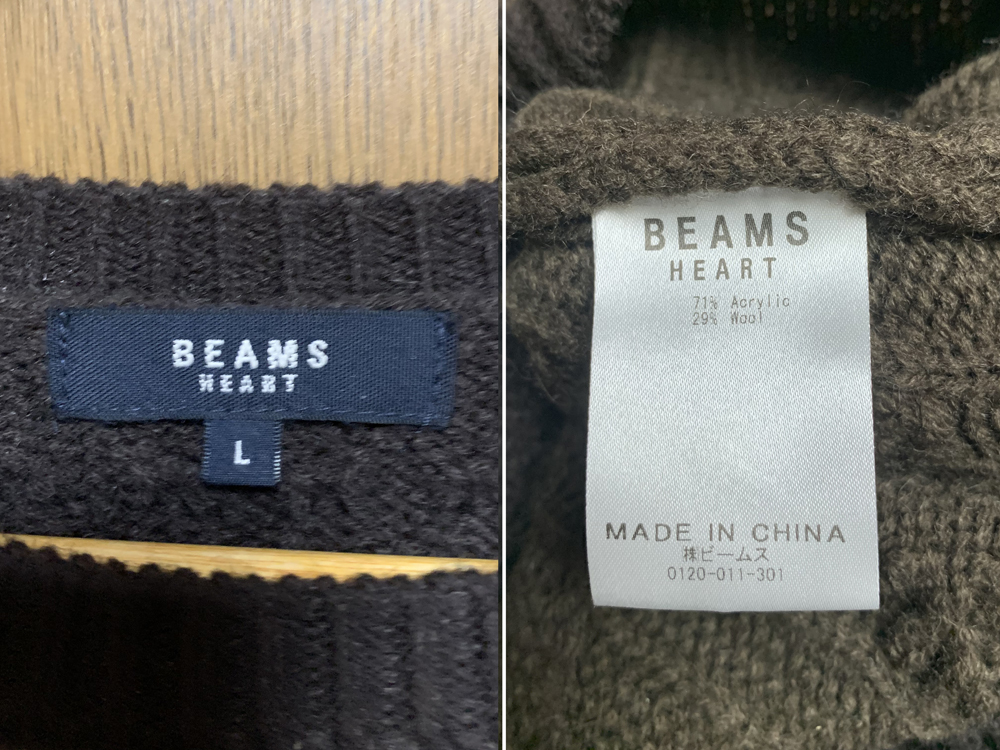 BEAMS
HEART
L
BEAMS
HEART
71% Acrylic
29% Wool
MADE IN CHINA
㈱ビームス
0120-011-301